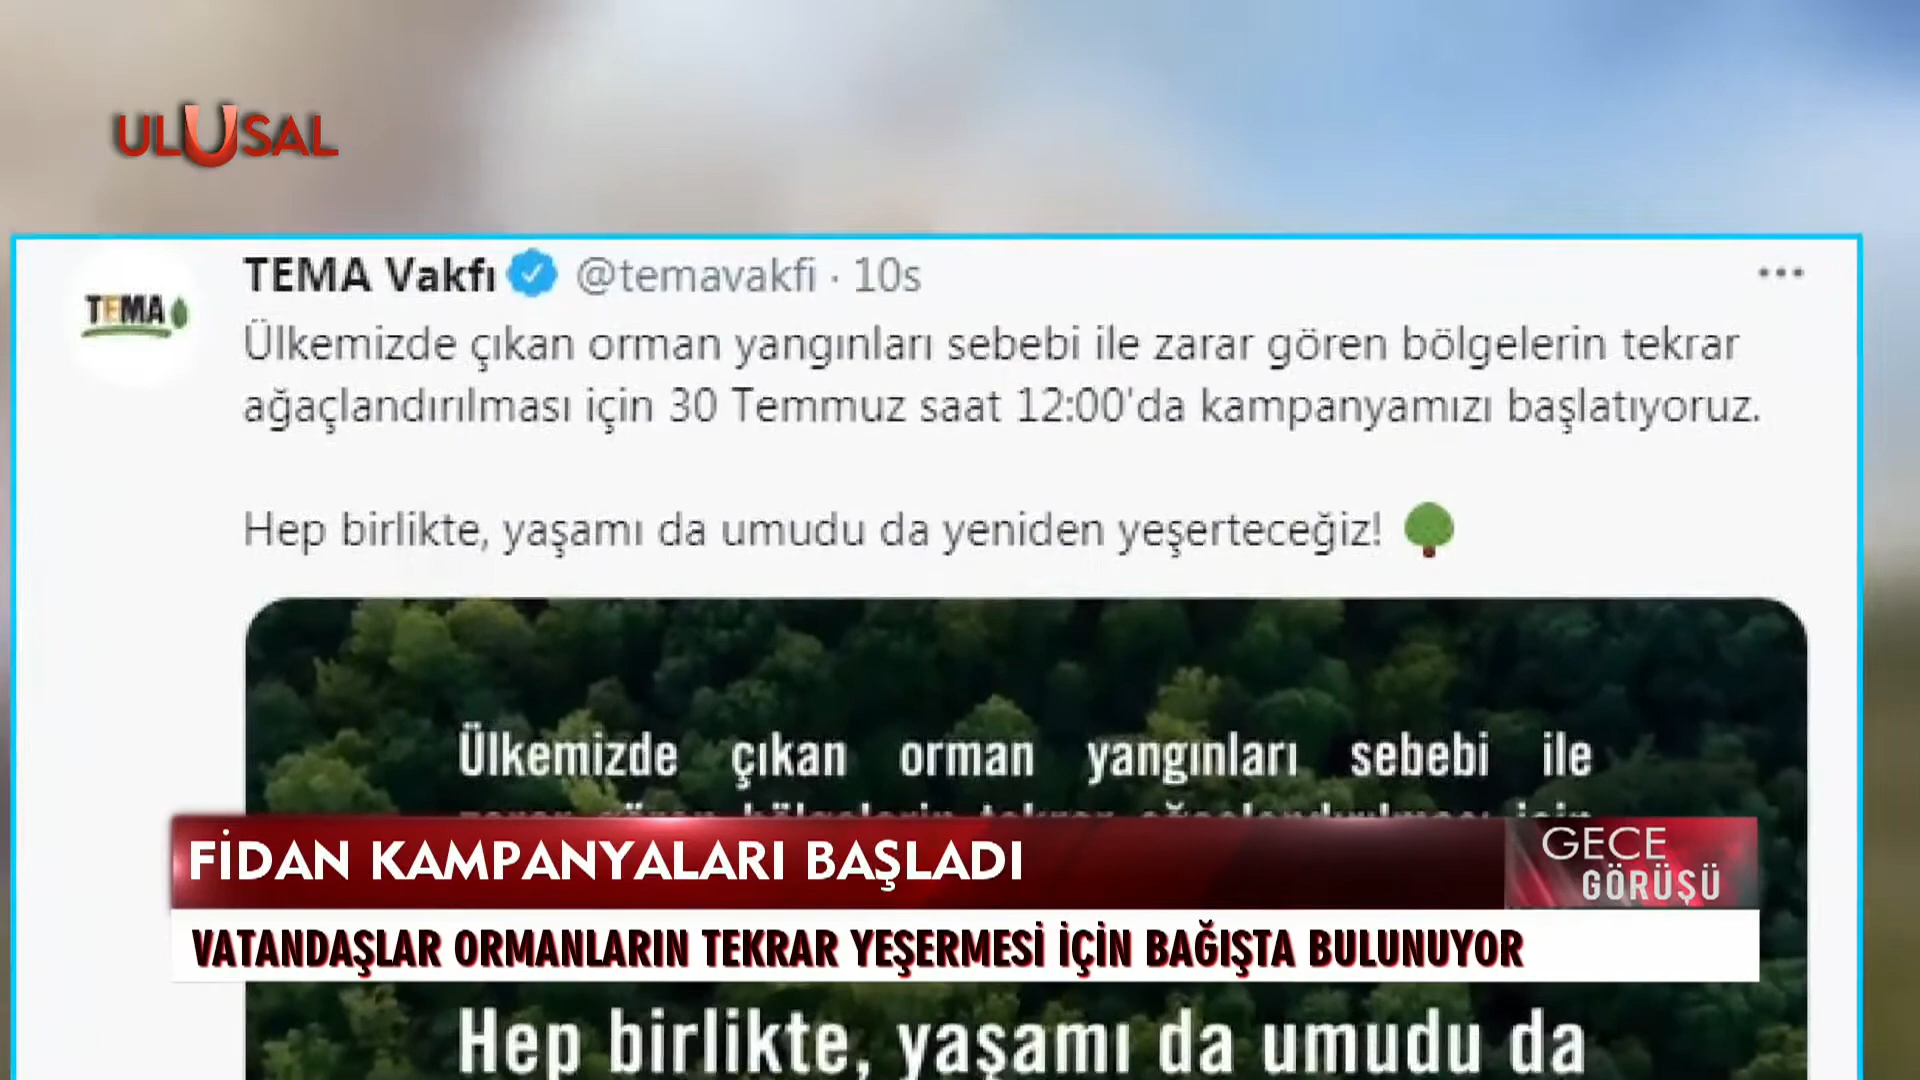 ULUSAL
TEMA Vakfı @temavakfi · 10s
TEMA
Ülkemizde çıkan orman yangınları sebebi ile zarar gören bölgelerin tekrar
ağaçlandırılması için 30 Temmuz saat 12:00'da kampanyamızı başlatıyoruz.
Hep birlikte, yaşamı da umudu da yeniden yeşerteceğiz!
Ülkemizde çıkan orman yangınları sebebi ile
FİDAN KAMPANYALARI BAŞLADI
GECE
GÖRÜŞÜ
VATANDAŞLAR ORMANLARIN TEKRAR YEŞERMESİ İÇİN BAĞIŞTA BULUNUYOR
Hep birlikte, yaşamı da umudu da